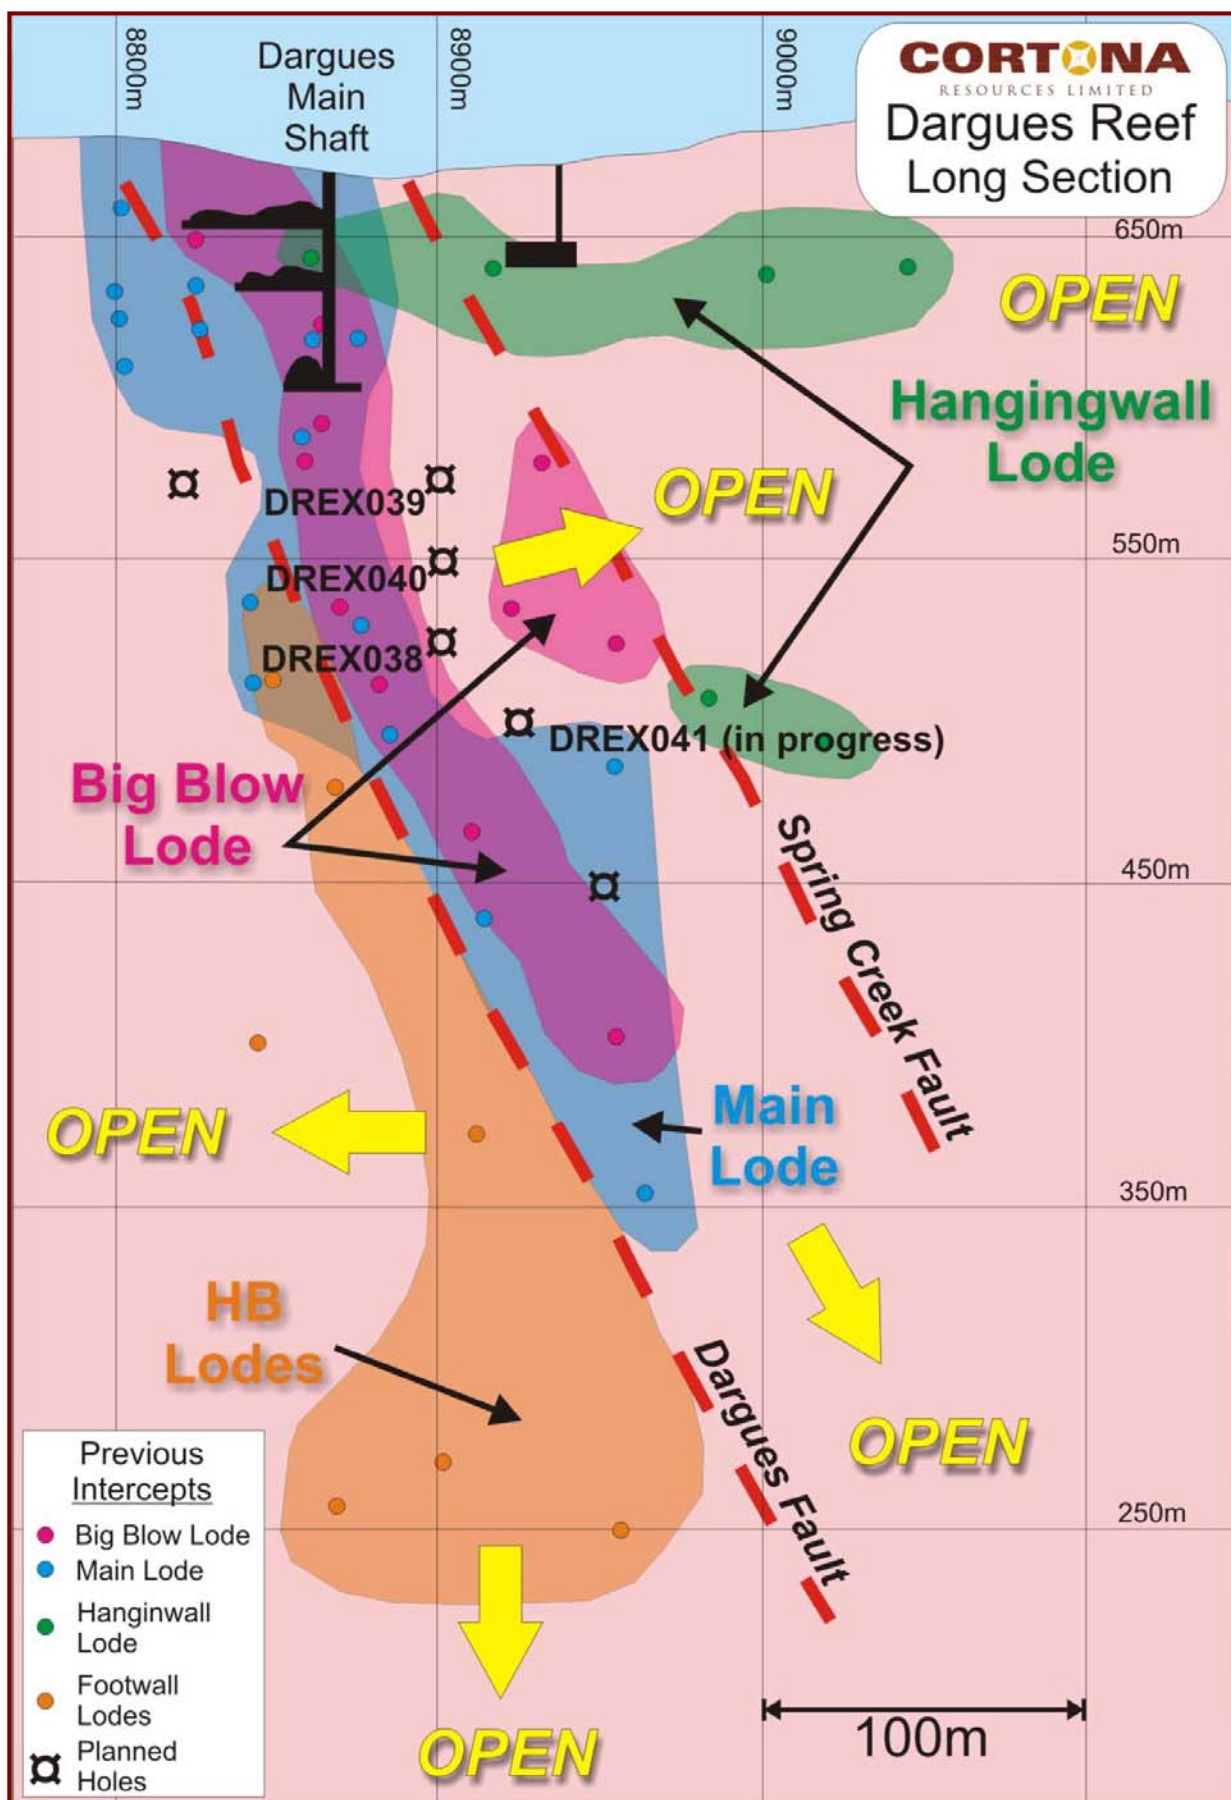 8800m
8900m
9000m
Dargues
Main
Shaft
CORTONA
RESOURCES LIMITED
Dargues Reef
Long Section
650m
OPEN
Hangingwall
Lode
OPEN
DREX039
550m
DREX040
DREX038
DREX041 (in progress)
Big Blow
Lode
Spring Creek Fault
450m
OPEN
Main
Lode
350m
HB
Lodes
Dargues Fault
OPEN
250m
Previous
Intercepts
Big Blow Lode
Main Lode
Hanginwall
Lode
Footwall
Lodes
Planned
Holes
OPEN
100m